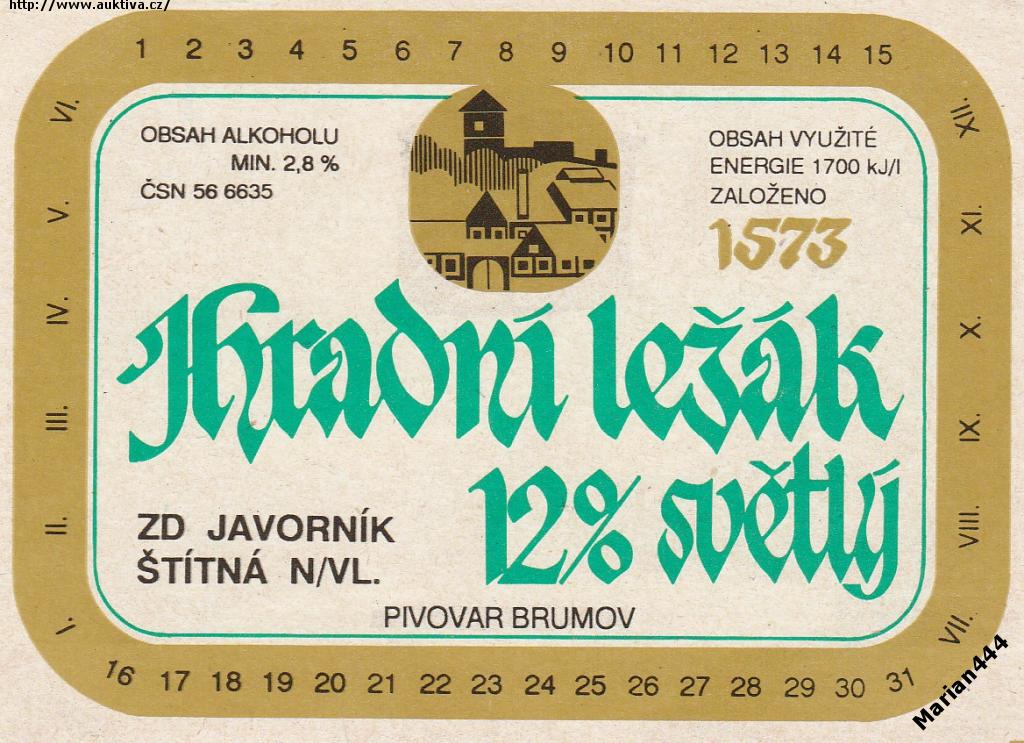 http://www.auktiva.cz/
1 2 3 4 5 6 7 8 9 10 11 12 13 14 15
VI.
V.
IV.
III.
II.
I.
XII.
XI.
X.
IX.
VIII.
VII.
OBSAH ALKOHOLU
MIN. 2,8 %
ČSN 56 6635
OBSAH VYUŽITÉ
ENERGIE 1700 kJ/l
ZALOŽENO
1573
Hradní ležák
12% světlý
ZD JAVORNÍK
ŠTÍTNÁ N/VL.
PIVOVAR BRUMOV
16 17 18 19 20 21 22 23 24 25 26 27 28 29 30 31
Marian444